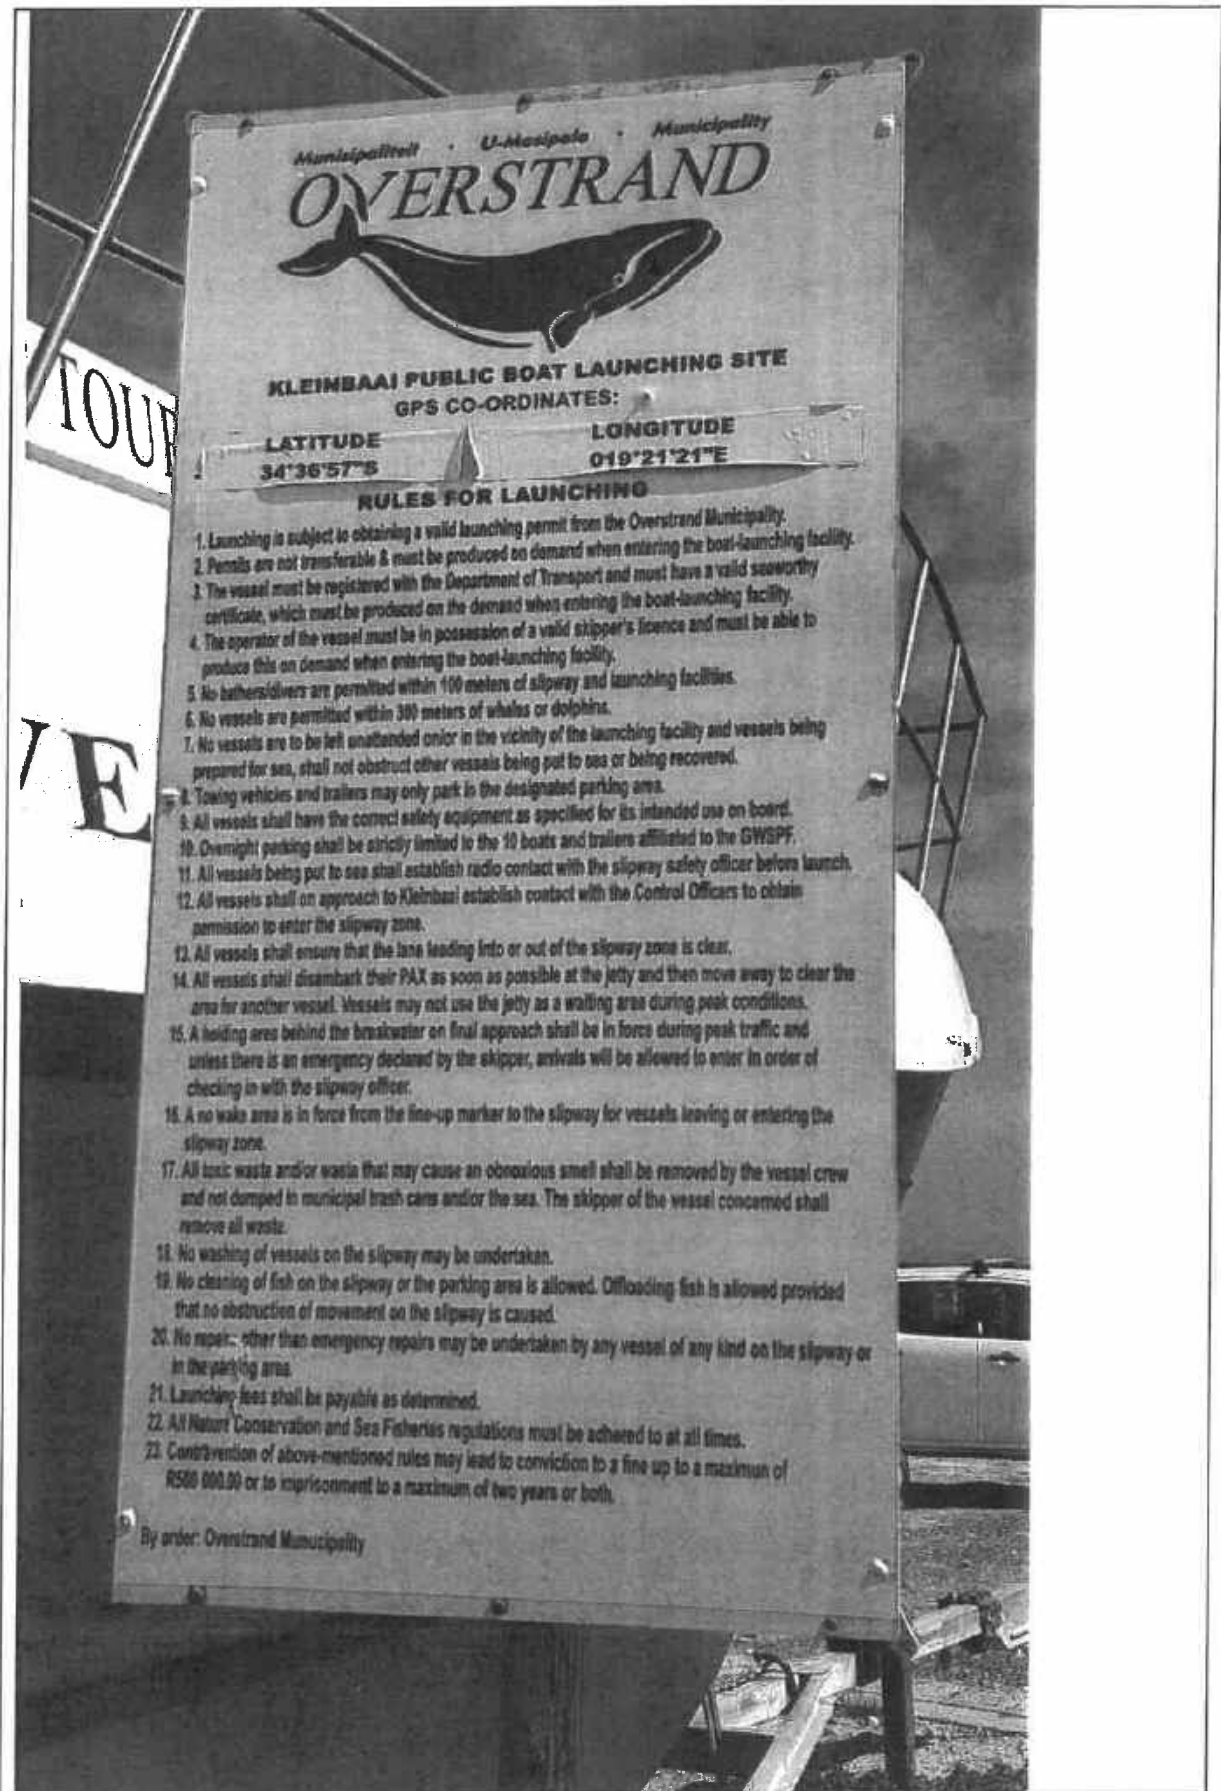 Munisipaliteit • U-Masipala • Municipality
OVERSTRAND
KLEINBAAI PUBLIC BOAT LAUNCHING SITE
GPS CO-ORDINATES:
LATITUDE LONGITUDE
34°36'57"S 019°21'21"E
RULES FOR LAUNCHING
1. Launching is subject to obtaining a valid launching permit from the Overstrand Municipality.
2. Permits are not transferable & must be produced on demand when entering the boat-launching facility.
3. The vessel must be registered with the Department of Transport and must have a valid seaworthy
certificate, which must be produced on the demand when entering the boat-launching facility.
4. The operator of the vessel must be in possession of a valid skipper's licence and must be able to
produce this on demand when entering the boat-launching facility.
5. No bathers/divers are permitted within 100 meters of slipway and launching facilities.
6. No vessels are permitted within 300 meters of whales or dolphins.
7. No vessels are to be left unattended on/or in the vicinity of the launching facility and vessels being
prepared for sea, shall not obstruct other vessels being put to sea or being recovered.
8. Towing vehicles and trailers may only park in the designated parking area.
9. All vessels shall have the correct safety equipment as specified for its intended use on board.
10. Overnight parking shall be strictly limited to the 10 boats and trailers affiliated to the GWSPF.
11. All vessels being put to sea shall establish radio contact with the slipway safety officer before launch.
12. All vessels shall on approach to Kleinbaai establish contact with the Control Officers to obtain
permission to enter the slipway zone.
13. All vessels shall ensure that the lane leading into or out of the slipway zone is clear.
14. All vessels shall disembark their PAX as soon as possible at the jetty and then move away to clear the
area for another vessel. Vessels may not use the jetty as a waiting area during peak conditions.
15. A holding area behind the breakwater on final approach shall be in force during peak traffic and
unless there is an emergency declared by the skipper, arrivals will be allowed to enter in order of
checking in with the slipway officer.
16. A no wake area is in force from the line-up marker to the slipway for vessels leaving or entering the
slipway zone.
17. All toxic waste and/or waste that may cause an obnoxious smell shall be removed by the vessel crew
and not dumped in municipal trash cans and/or the sea. The skipper of the vessel concerned shall
remove all waste.
18. No washing of vessels on the slipway may be undertaken.
19. No cleaning of fish on the slipway or the parking area is allowed. Offloading fish is allowed provided
that no obstruction of movement on the slipway is caused.
20. No repairs other than emergency repairs may be undertaken by any vessel of any kind on the slipway or
in the parking area.
21. Launching fees shall be payable as determined.
22. All Nature Conservation and Sea Fisheries regulations must be adhered to at all times.
23. Contravention of above-mentioned rules may lead to conviction to a fine up to a maximun of
R500 000.00 or to imprisonment to a maximum of two years or both.
By order: Overstrand Munucipality
TOUR
VE